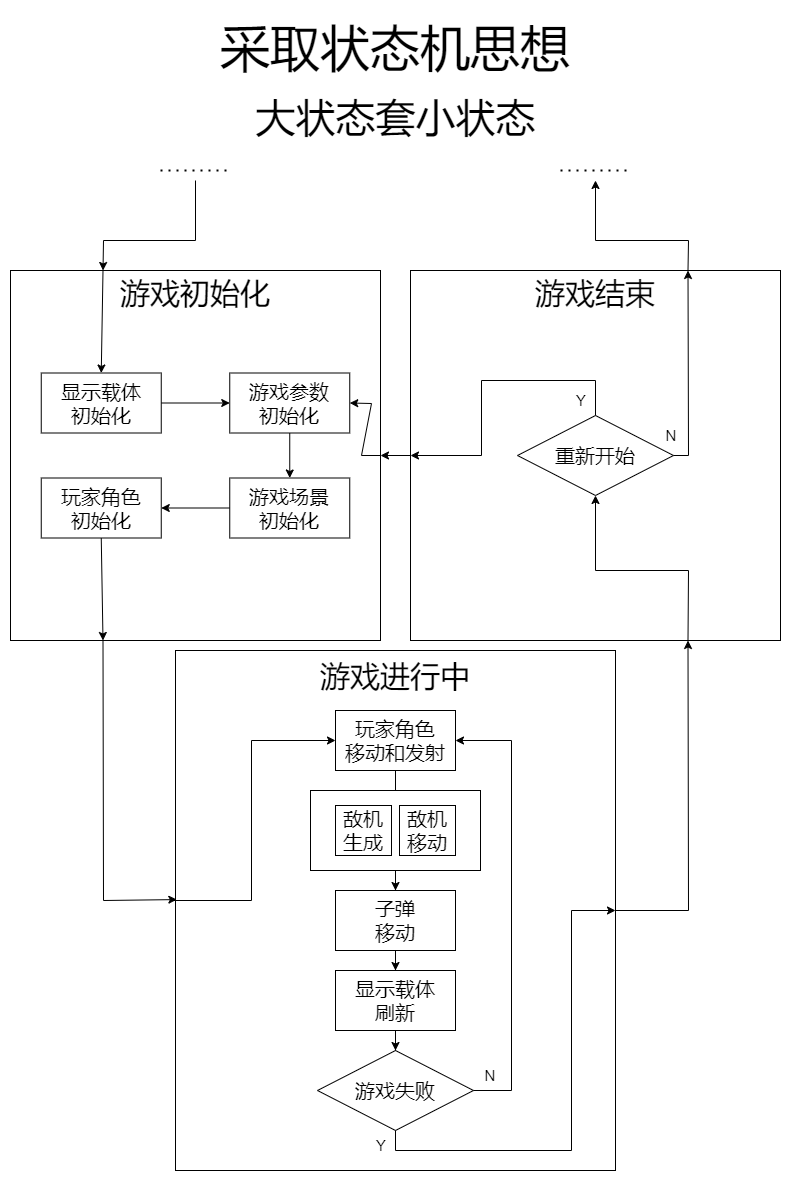 采取状态机思想
大状态套小状态
·········
·········
游戏初始化
显示载体
初始化
游戏参数
初始化
玩家角色
初始化
游戏场景
初始化
游戏结束
Y
N
重新开始
游戏进行中
玩家角色
移动和发射
敌机
生成
敌机
移动
子弹
移动
显示载体
刷新
游戏失败
N
Y